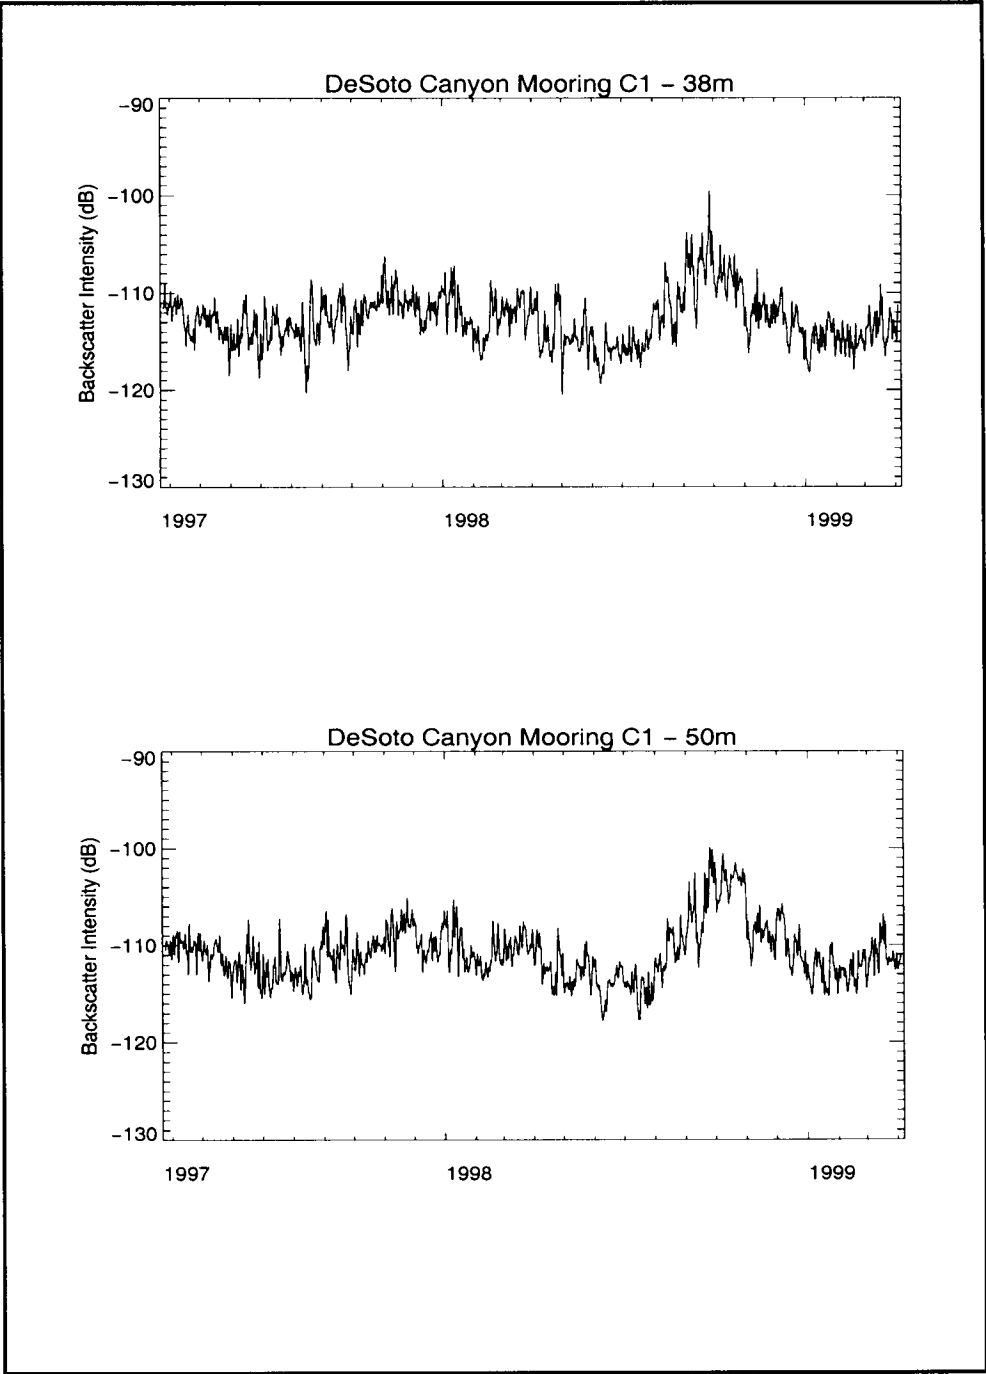 DeSoto Canyon Mooring C1 – 38m
−90
−100
−110
−120
−130
Backscatter Intensity (dB)
1997 1998 1999
DeSoto Canyon Mooring C1 – 50m
−90
−100
−110
−120
−130
Backscatter Intensity (dB)
1997 1998 1999